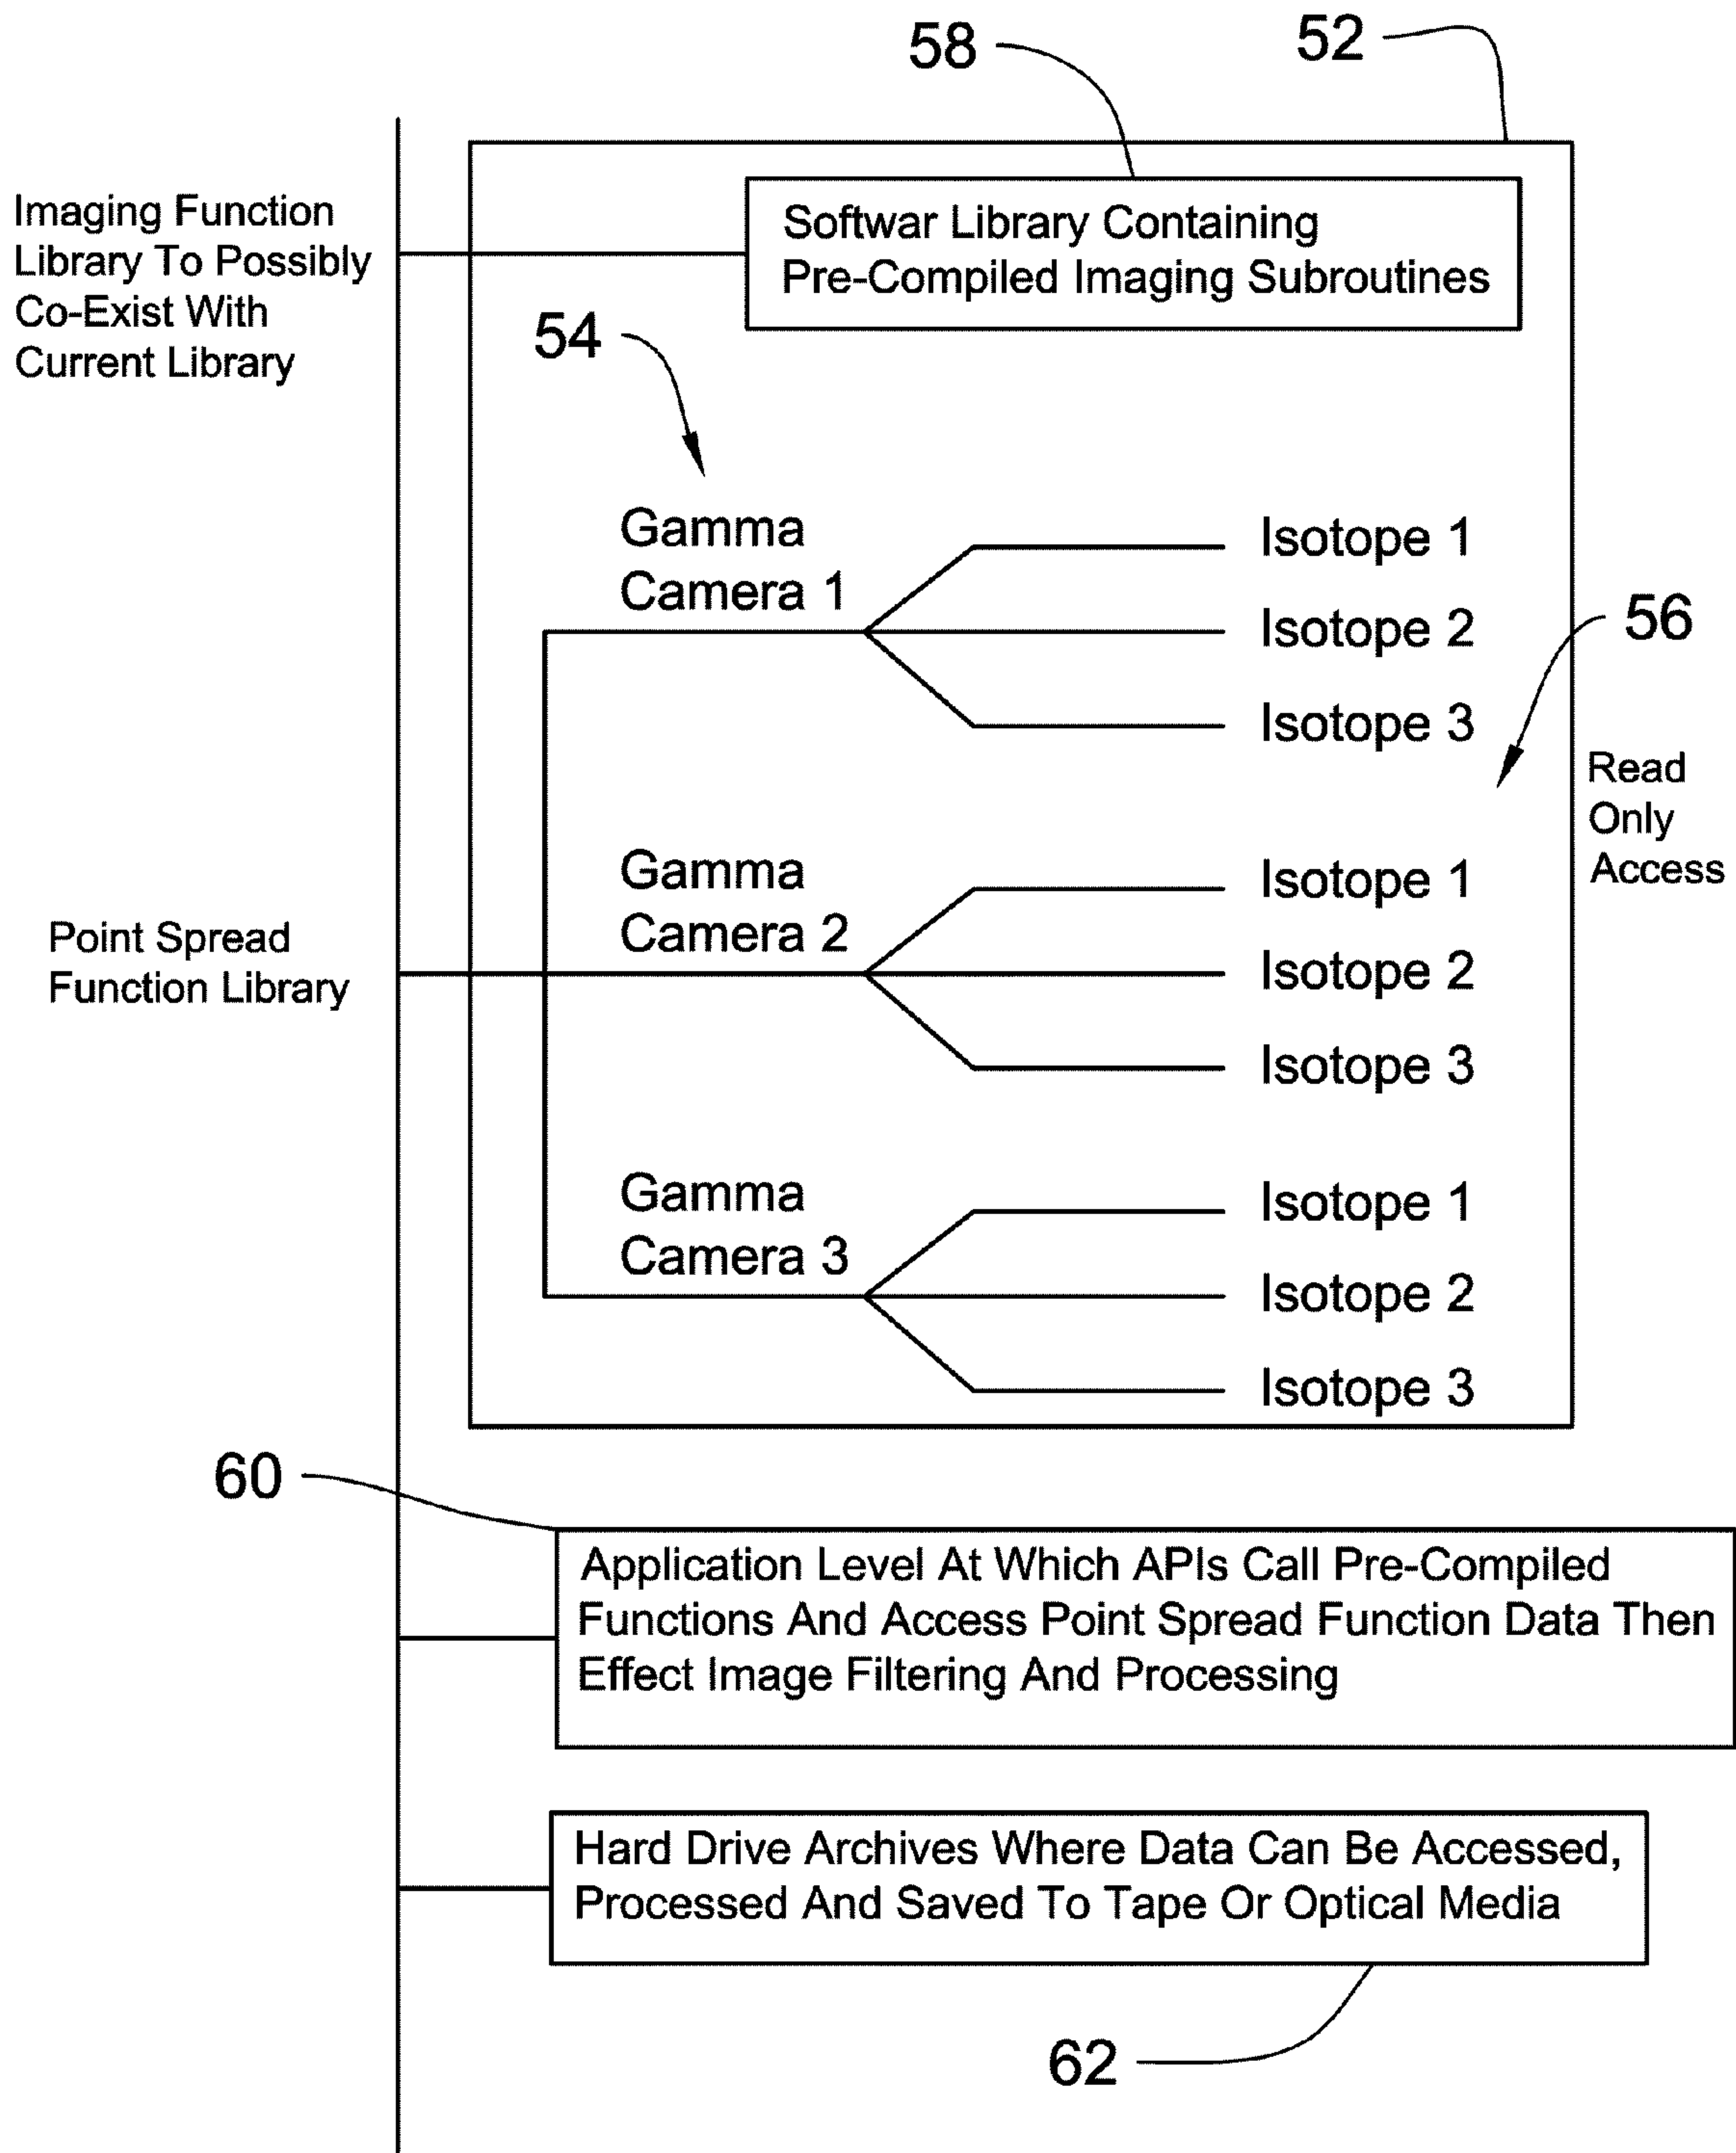 58
52
Imaging Function
Library To Possibly
Co-Exist With
Current Library
Softwar Library Containing
Pre-Compiled Imaging Subroutines
54
Gamma
Camera 1
Isotope 1
Isotope 2
Isotope 3
56
Read
Only
Access
Point Spread
Function Library
Gamma
Camera 2
Isotope 1
Isotope 2
Isotope 3
Gamma
Camera 3
Isotope 1
Isotope 2
Isotope 3
60
Application Level At Which APIs Call Pre-Compiled
Functions And Access Point Spread Function Data Then
Effect Image Filtering And Processing
Hard Drive Archives Where Data Can Be Accessed,
Processed And Saved To Tape Or Optical Media
62